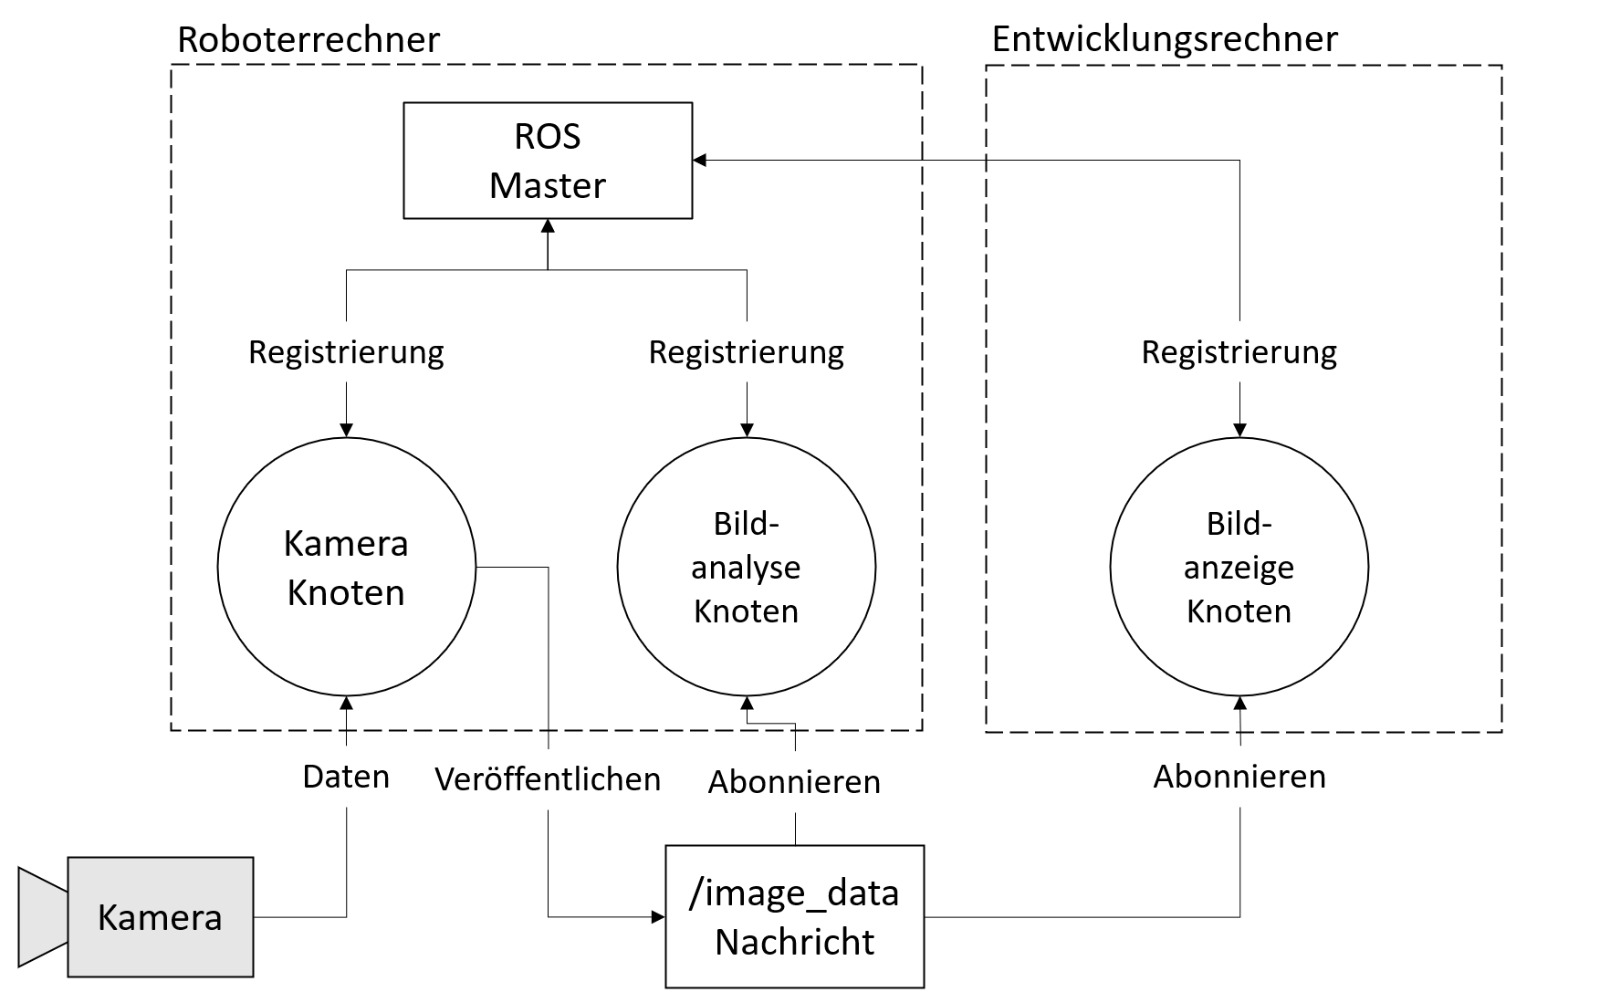 Roboterrechner
Entwicklungsrechner
ROS
Master
Registrierung
Registrierung
Registrierung
Kamera
Knoten
Bild-
analyse
Knoten
Bild-
anzeige
Knoten
Daten
Veröffentlichen
Abonnieren
Abonnieren
Kamera
/image_data
Nachricht